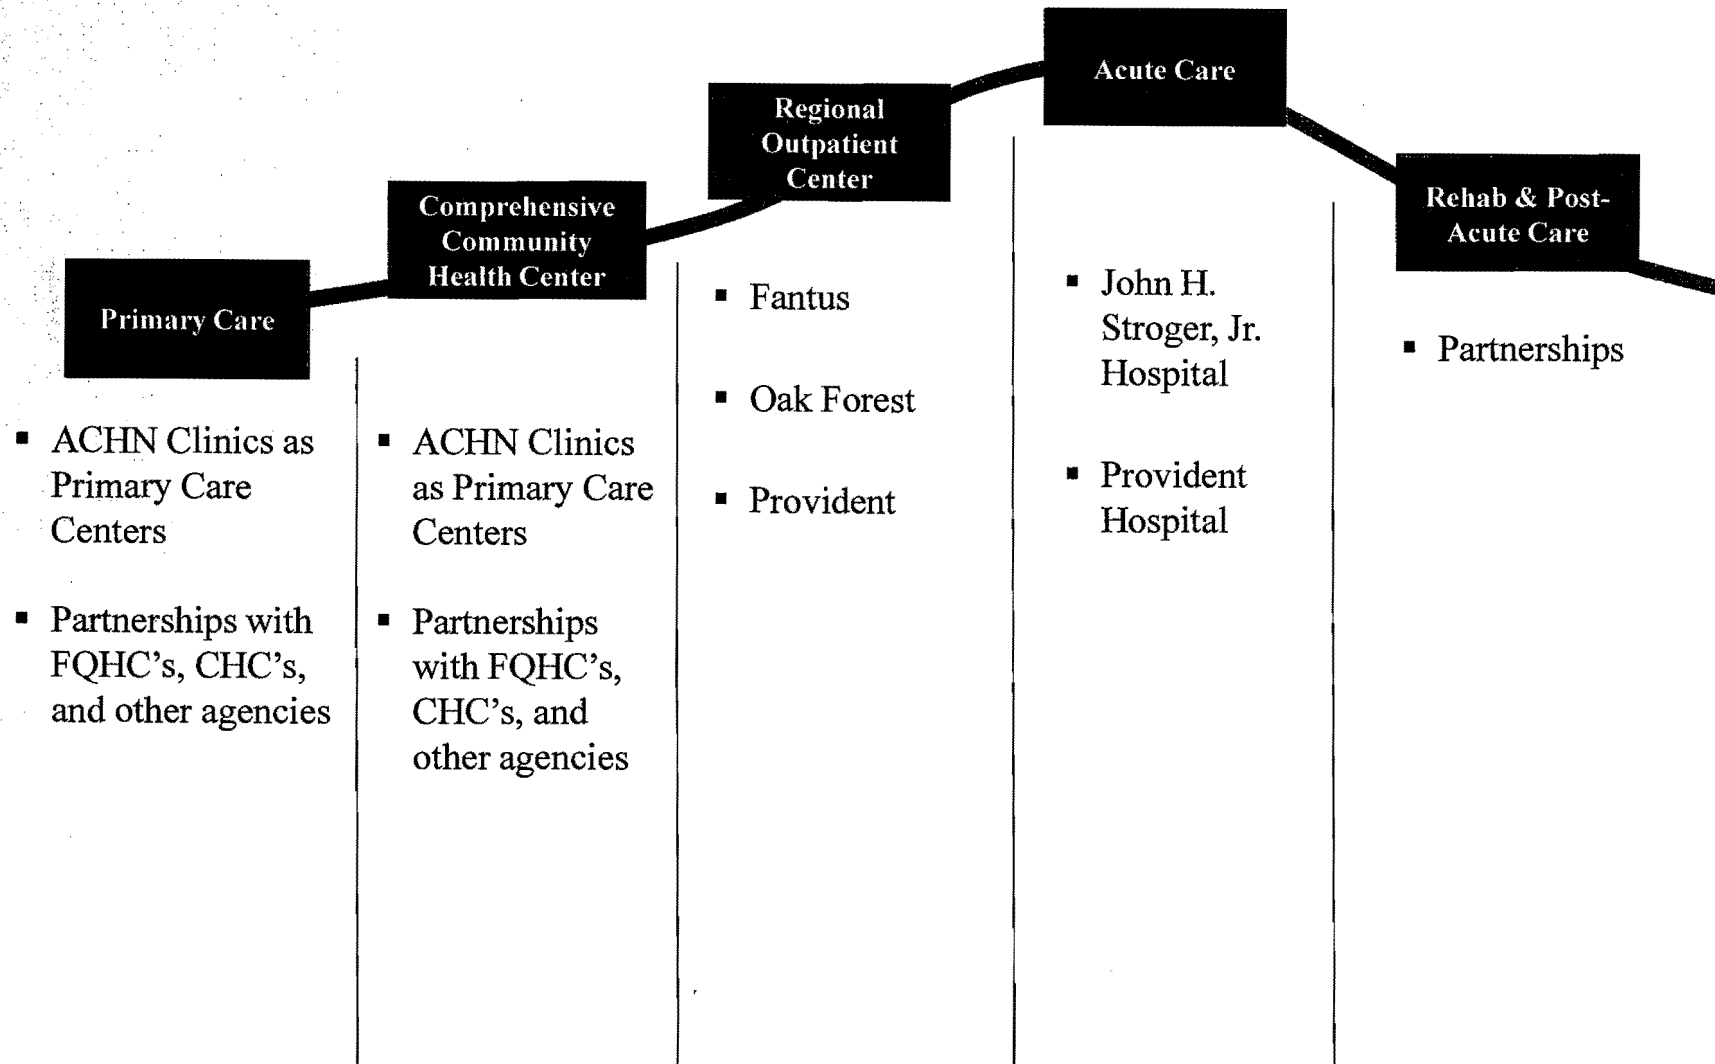 Primary Care
▪ ACHN Clinics as
Primary Care
Centers
▪ Partnerships with
FQHC's, CHC's,
and other agencies
Comprehensive
Community
Health Center
▪ ACHN Clinics
as Primary Care
Centers
▪ Partnerships
with FQHC's,
CHC's, and
other agencies
Regional
Outpatient
Center
▪ Fantus
▪ Oak Forest
▪ Provident
Acute Care
▪ John H.
Stroger, Jr.
Hospital
▪ Provident
Hospital
Rehab & Post-
Acute Care
▪ Partnerships